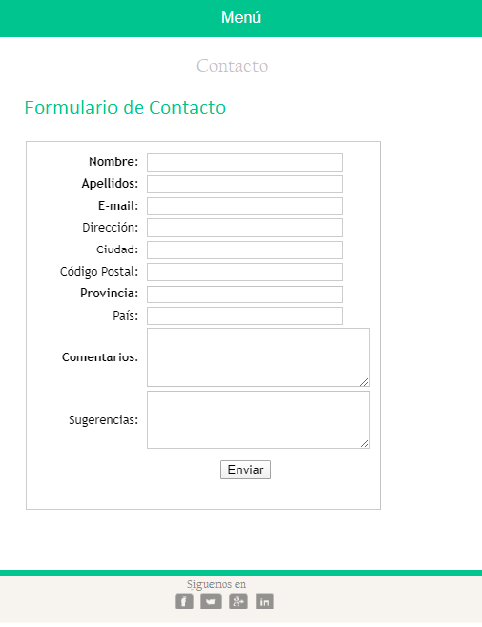 Menú
Contacto
Formulario de Contacto
Nombre:
Apellidos:
E-mail:
Dirección:
Ciudad:
Código Postal:
Provincia:
País:
Comentarios:
Sugerencias:
Enviar
Siguenos en